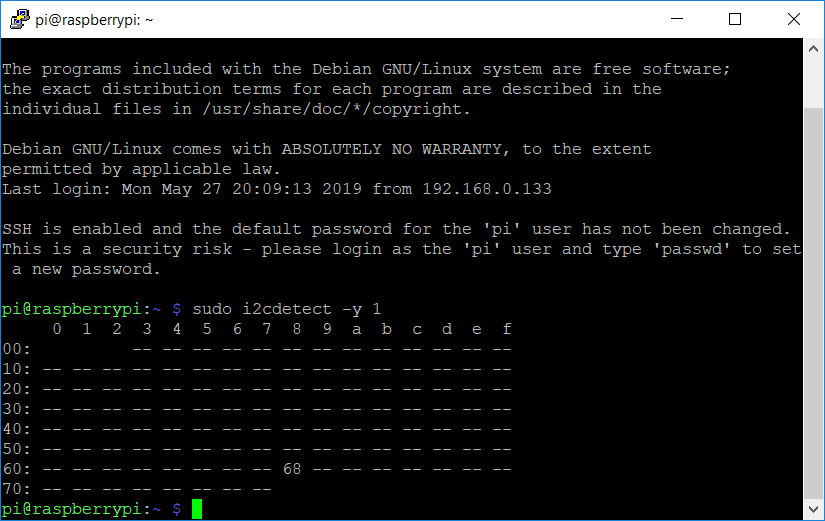 pi@raspberrypi: ~
The programs included with the Debian GNU/Linux system are free software;
the exact distribution terms for each program are described in the
individual files in /usr/share/doc/*/copyright.
Debian GNU/Linux comes with ABSOLUTELY NO WARRANTY, to the extent
permitted by applicable law.
Last login: Mon May 27 20:09:13 2019 from 192.168.0.133
SSH is enabled and the default password for the 'pi' user has not been changed.
This is a security risk - please login as the 'pi' user and type 'passwd' to set
 a new password.
pi@raspberrypi:~ $ sudo i2cdetect -y 1
     0  1  2  3  4  5  6  7  8  9  a  b  c  d  e  f
00:          -- -- -- -- -- -- -- -- -- -- -- -- --
10: -- -- -- -- -- -- -- -- -- -- -- -- -- -- -- --
20: -- -- -- -- -- -- -- -- -- -- -- -- -- -- -- --
30: -- -- -- -- -- -- -- -- -- -- -- -- -- -- -- --
40: -- -- -- -- -- -- -- -- -- -- -- -- -- -- -- --
50: -- -- -- -- -- -- -- -- -- -- -- -- -- -- -- --
60: -- -- -- -- -- -- -- -- 68 -- -- -- -- -- -- --
70: -- -- -- -- -- -- -- --
pi@raspberrypi:~ $